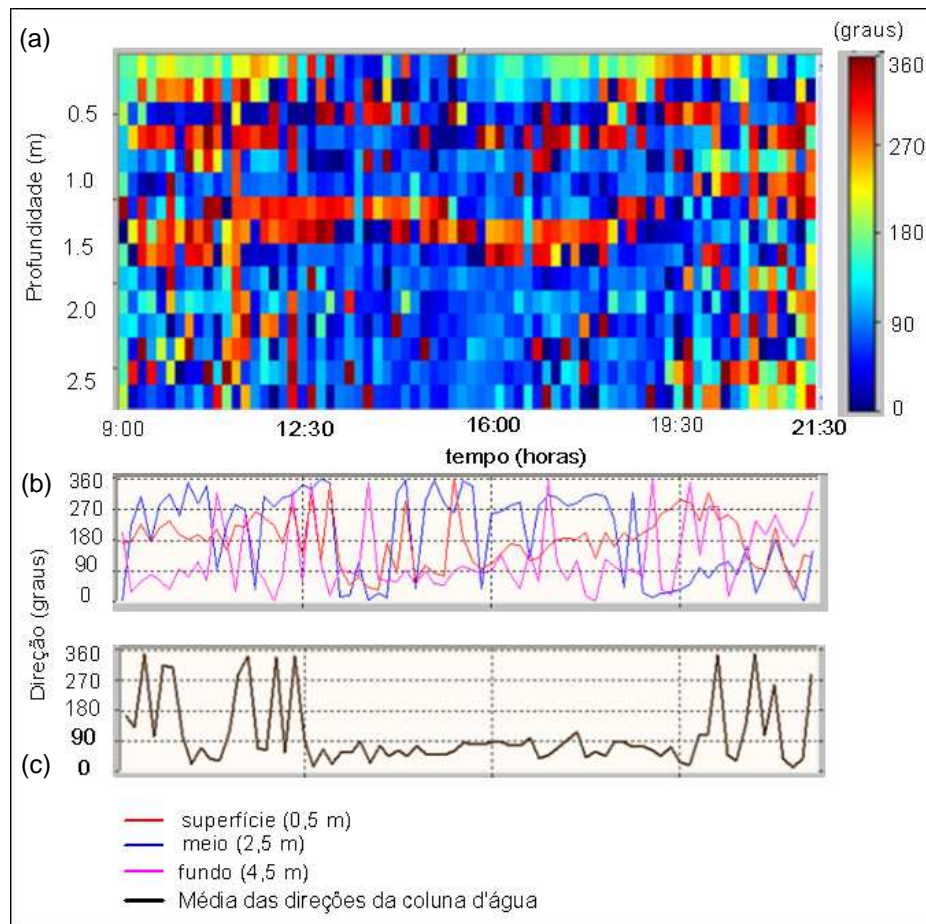 (a)
(graus)
360
270
180
90
0
Profundidade (m)
0.5
1.0
1.5
2.0
2.5
9:00 12:30 16:00 19:30 21:30
tempo (horas)
(b)
Direção (graus)
360
270
180
90
0
360
270
180
90
0
(c)
superfície (0,5 m)
meio (2,5 m)
fundo (4,5 m)
Média das direções da coluna d'água